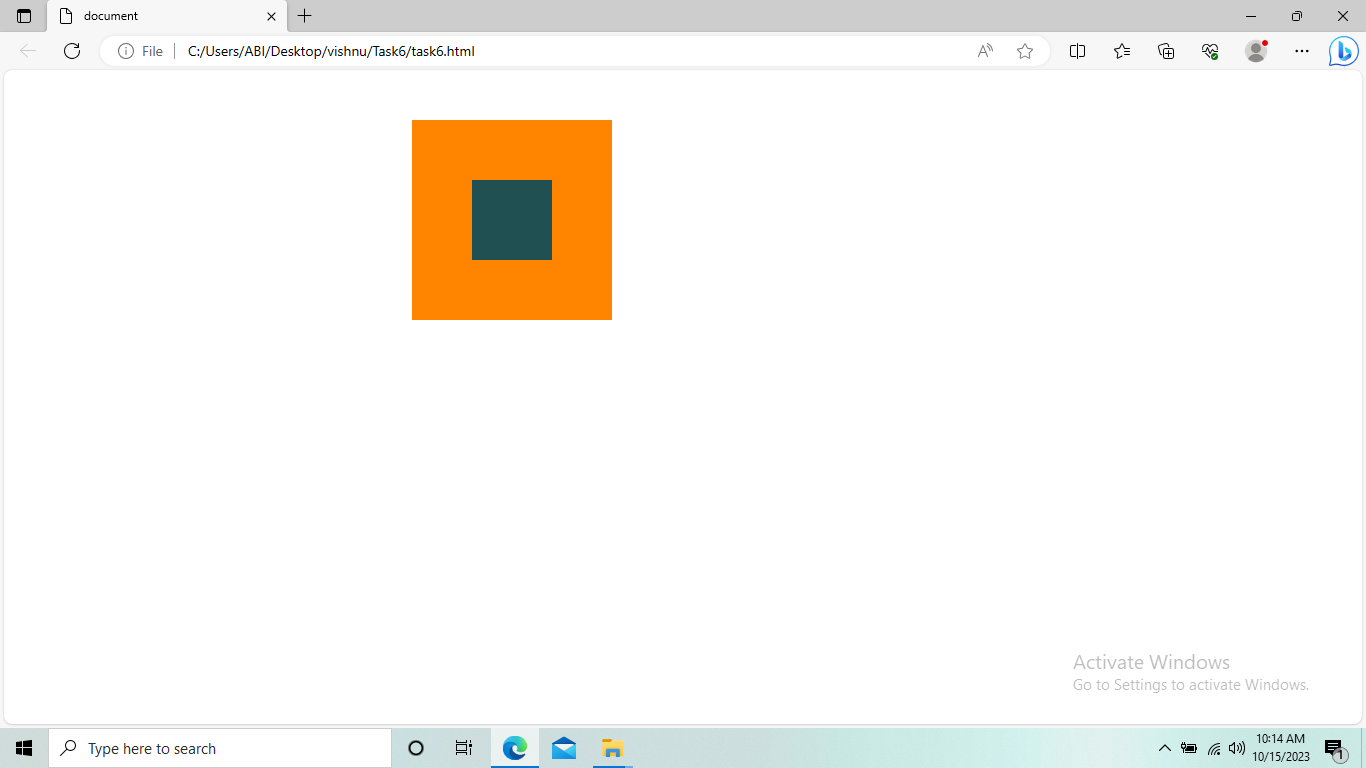 document
File
C:/Users/ABI/Desktop/vishnu/Task6/task6.html
Activate Windows
Go to Settings to activate Windows.
Type here to search
10:14 AM
10/15/2023
1